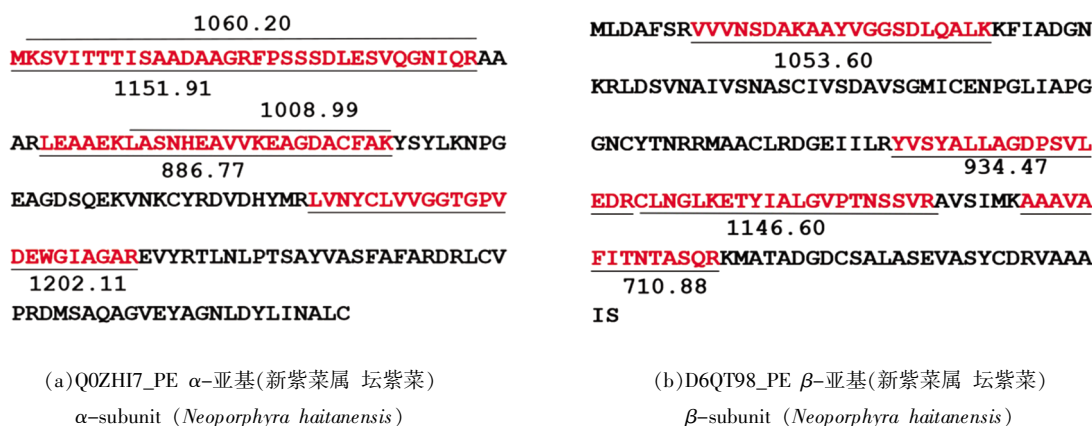 1060.20
MKSVITTTISAADAAGRFPSSSDLESVQGNIQRAA
1151.91
1008.99
ARLEAAEKLASNHEAVVKEAGDACFAKYSYLKNPG
886.77
EAGDSQEKVNKCYRDVDHYMRLVNYCLVVGGTGPV
DEWGIAGAREVYRTLNLPTSAYVASFAFARDRLCV
1202.11
PRDMSAQAGVEYAGNLDYLINALC
(a)Q0ZHI7_PE α-亚基(新紫菜属 坛紫菜)
α-subunit (Neoporphyra haitanensis)
MLDAFSRVVVNSDAKAAYVGGSDLQALKKFIADGN
1053.60
KRLDSVNAIVSNASCIVSDAVSGMICENPGLIAPG
GNCYTNRRMAACLRDGEIILRYVSYALLAGDPSVL
934.47
EDRCLNGLKETYIALGVPTNSSVRAVSIMKAAAVA
1146.60
FITNTASQRKMATADGDCSALASEVASYCDRVAAA
710.88
IS
(b)D6QT98_PE β-亚基(新紫菜属 坛紫菜)
β-subunit (Neoporphyra haitanensis)